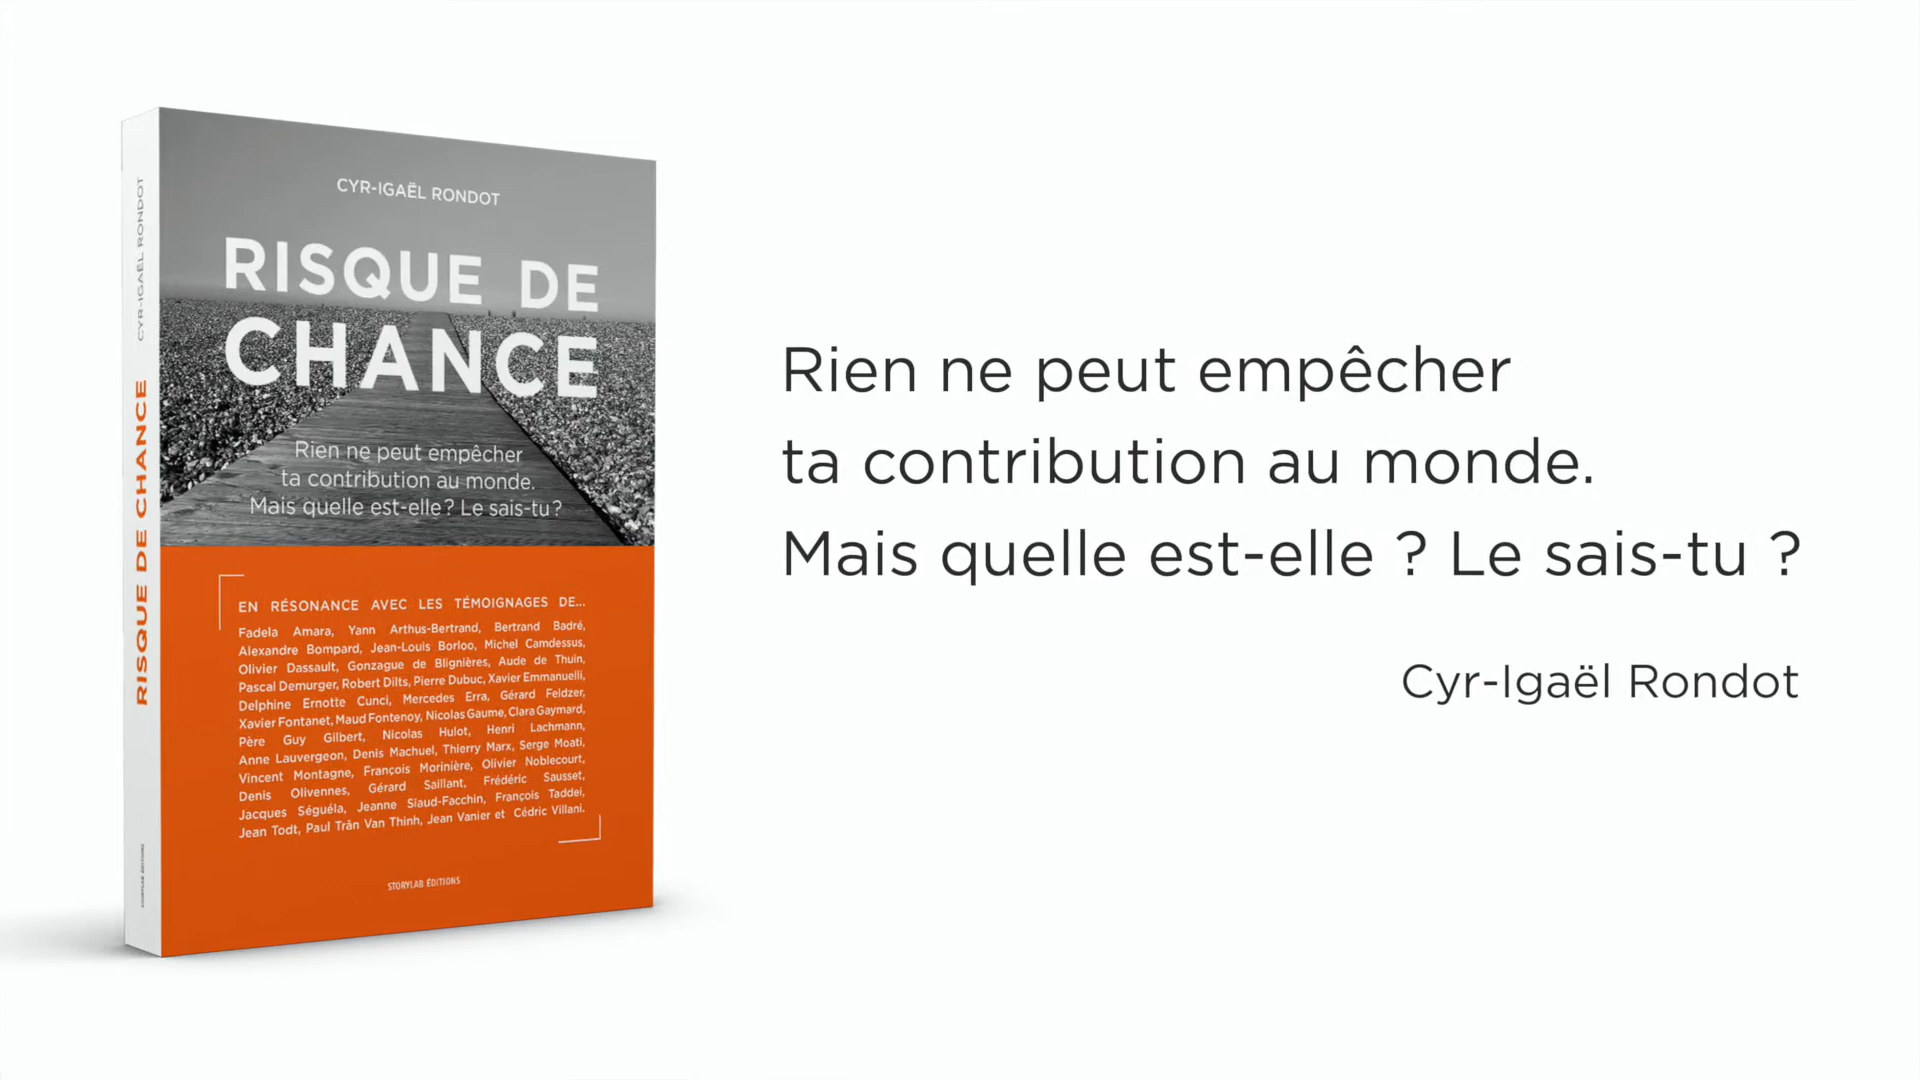 CYR-IGAËL RONDOT
RISQUE DE CHANCE
STORYLAB ÉDITIONS
CYR-IGAËL RONDOT
RISQUE DE
CHANCE
Rien ne peut empêcher
ta contribution au monde.
Mais quelle est-elle ? Le sais-tu ?
EN RÉSONANCE AVEC LES TÉMOIGNAGES DE...
Fadela Amara, Yann Arthus-Bertrand, Bertrand Badré,
Alexandre Bompard, Jean-Louis Borloo, Michel Camdessus,
Olivier Dassault, Gonzague de Blignières, Aude de Thuin,
Pascal Demurger, Robert Dilts, Pierre Dubuc, Xavier Emmanuelli,
Delphine Ernotte Cunci, Mercedes Erra, Gérard Feldzer,
Xavier Fontanet, Maud Fontenoy, Nicolas Gaume, Clara Gaymard,
Père Guy Gilbert, Nicolas Hulot, Henri Lachmann,
Anne Lauvergeon, Denis Machuel, Thierry Marx, Serge Moati,
Vincent Montagne, François Morinière, Olivier Noblecourt,
Denis Olivennes, Gérard Saillant, Frédéric Sausset,
Jacques Séguéla, Jeanne Siaud-Facchin, François Taddei,
Jean Todt, Paul Trân Van Thinh, Jean Vanier et Cédric Villani.
STORYLAB ÉDITIONS
Rien ne peut empêcher
ta contribution au monde.
Mais quelle est-elle ? Le sais-tu ?
Cyr-Igaël Rondot